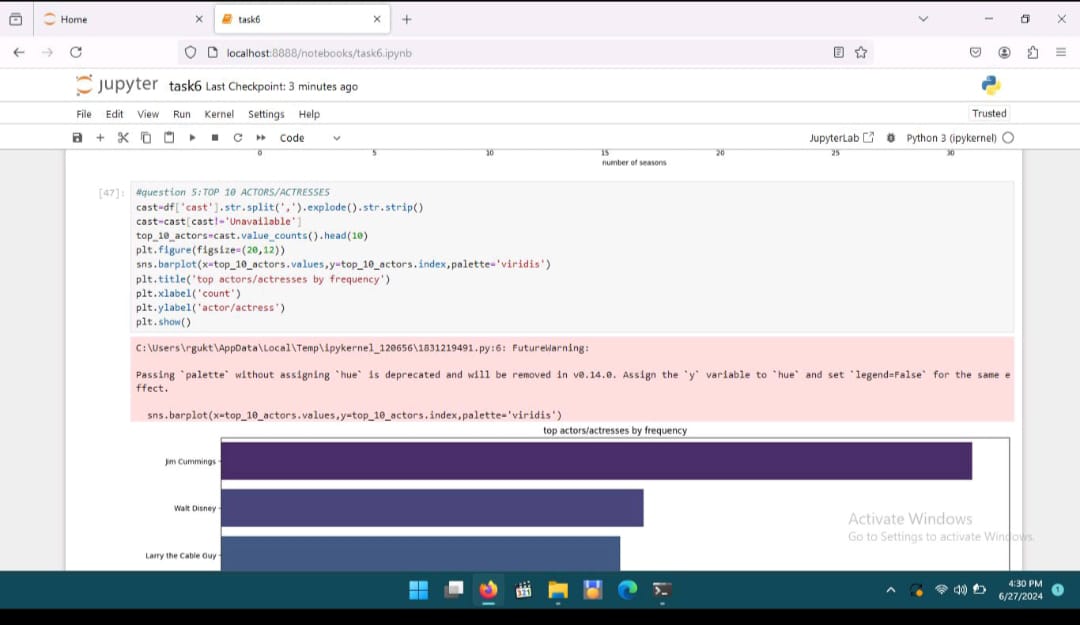 Home
task6
localhost:8888/notebooks/task6.ipynb
jupyter task6 Last Checkpoint: 3 minutes ago
File Edit View Run Kernel Settings Help
Trusted
Code
JupyterLab
Python 3 (ipykernel)
0 5 10 15 20 25 30
number of seasons
[47]:
#question 5:TOP 10 ACTORS/ACTRESSES
cast=df['cast'].str.split(',').explode().str.strip()
cast=cast[cast!='Unavailable']
top_10_actors=cast.value_counts().head(10)
plt.figure(figsize=(20,12))
sns.barplot(x=top_10_actors.values,y=top_10_actors.index,palette='viridis')
plt.title('top actors/actresses by frequency')
plt.xlabel('count')
plt.ylabel('actor/actress')
plt.show()
C:\Users\rgukt\AppData\Local\Temp\ipykernel_120656\1831219491.py:6: FutureWarning:
Passing `palette` without assigning `hue` is deprecated and will be removed in v0.14.0. Assign the `y` variable to `hue` and set `legend=False` for the same e
ffect.
sns.barplot(x=top_10_actors.values,y=top_10_actors.index,palette='viridis')
top actors/actresses by frequency
Jim Cummings
Walt Disney
Larry the Cable Guy
Activate Windows
Go to Settings to activate Windows.
321
4:30 PM
6/27/2024
1